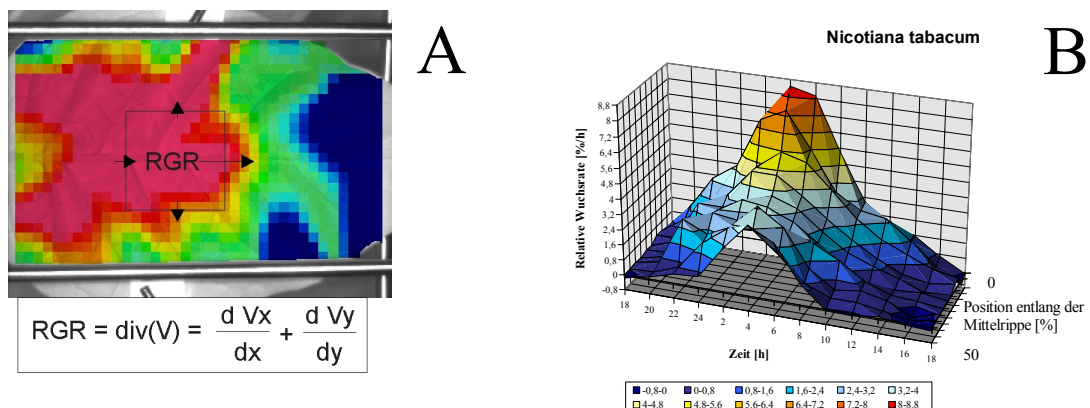 A
RGR
RGR = div(V) = d Vx / dx + d Vy / dy
B
Nicotiana tabacum
Relative Wuchsrate [%/h]
8,8
7,2
6,4
5,6
4,8
4
3,2
2,4
1,6
0,8
0
-0,8
18 20 22 24 2 4 6 8 10 12 14 16 18
Zeit [h]
0
Position entlang der
Mittelrippe [%]
50
-0,8-0 0-0,8 0,8-1,6 1,6-2,4 2,4-3,2 3,2-4
4-4.8 4.8-5.6 5.6-6.4 6.4-7.2 7.2-8 8-8.8